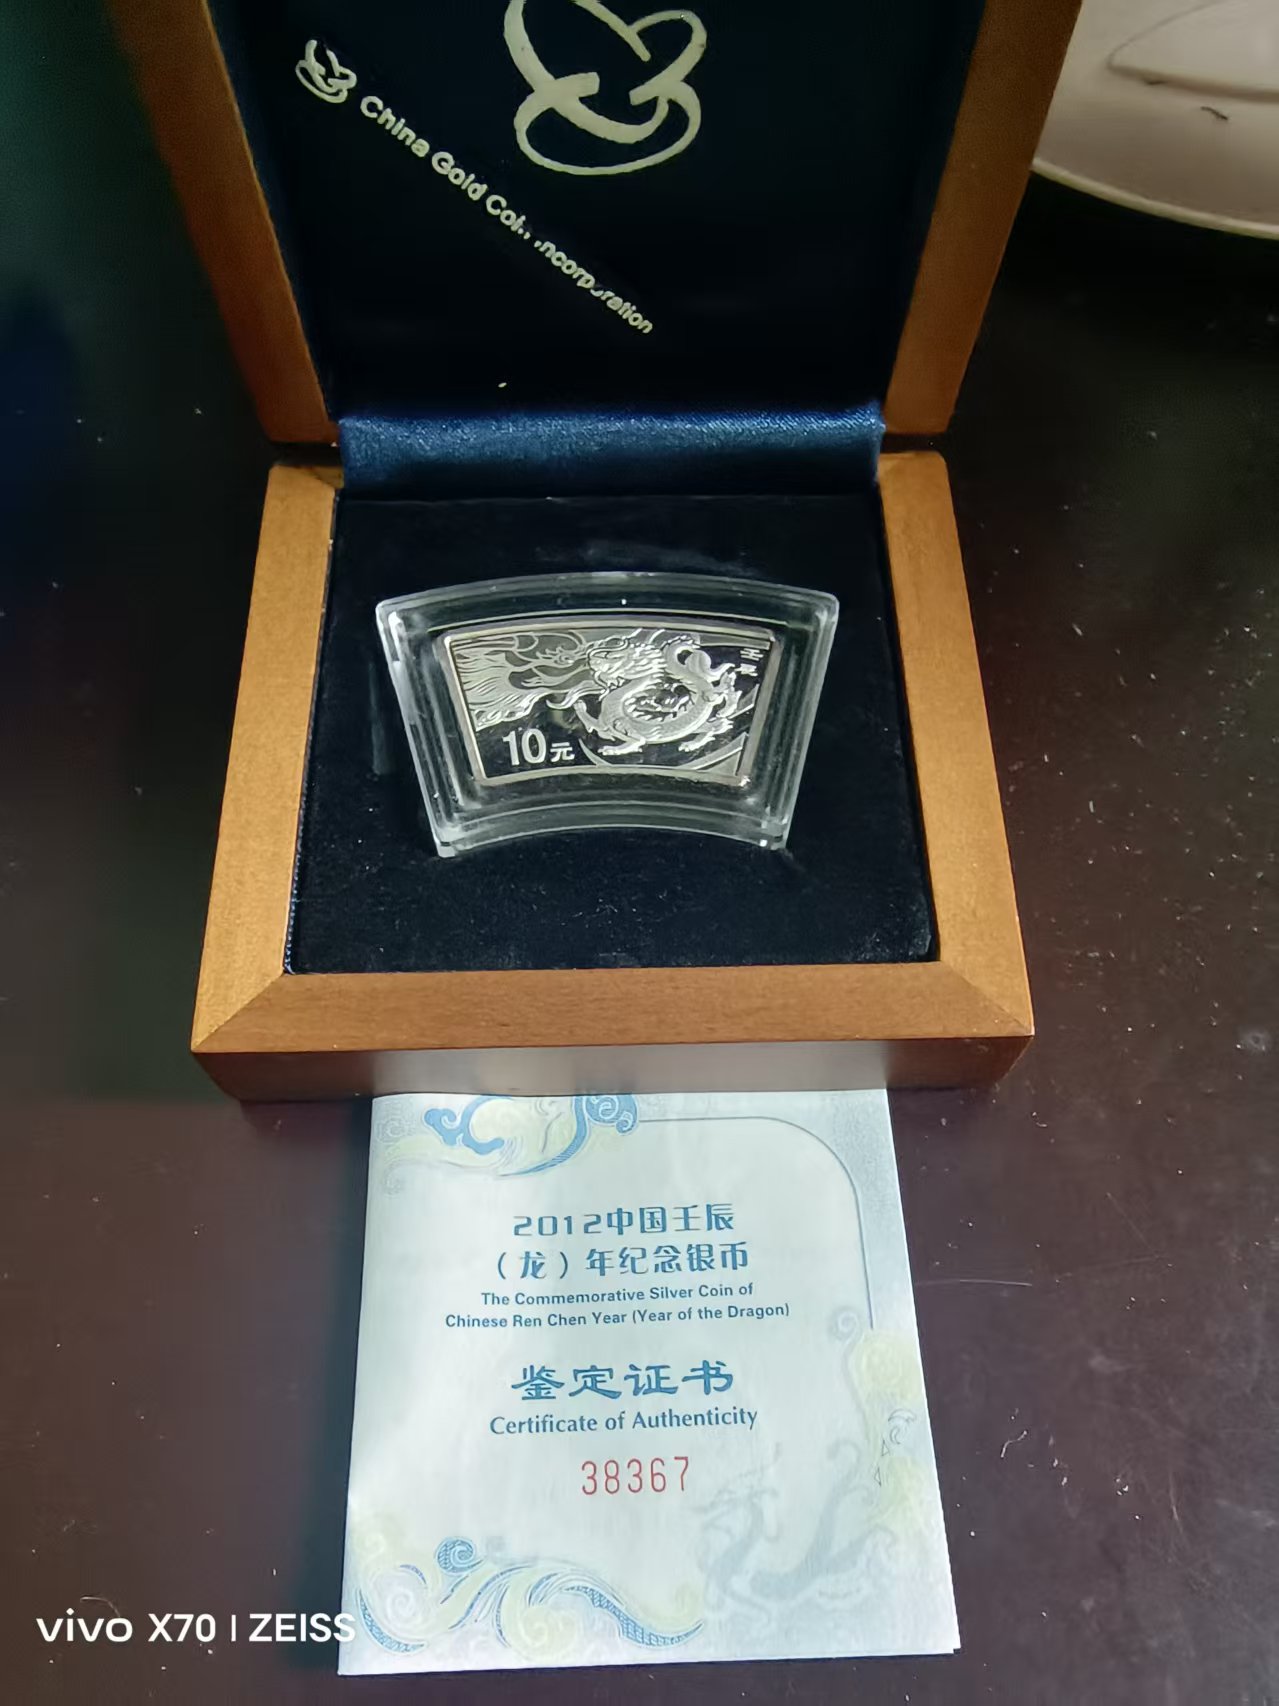 China Gold Coin Incorporation
壬
辰
10元
2012中国壬辰
（龙）年纪念银币
The Commemorative Silver Coin of
Chinese Ren Chen Year (Year of the Dragon)
鉴定证书
Certificate of Authenticity
38367
vivo X70 | ZEISS